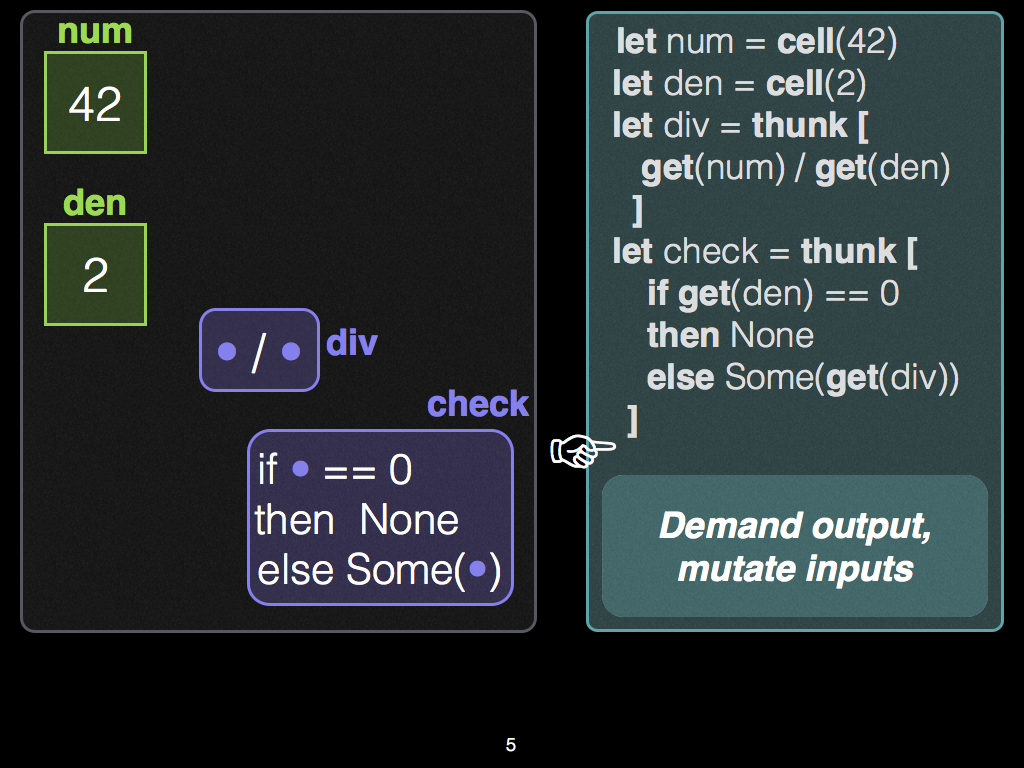 num
42
den
2
• / •
div
check
if • == 0
then None
else Some(•)
let num = cell(42)
let den = cell(2)
let div = thunk [
get(num) / get(den)
]
let check = thunk [
if get(den) == 0
then None
else Some(get(div))
]
Demand output,
mutate inputs
5